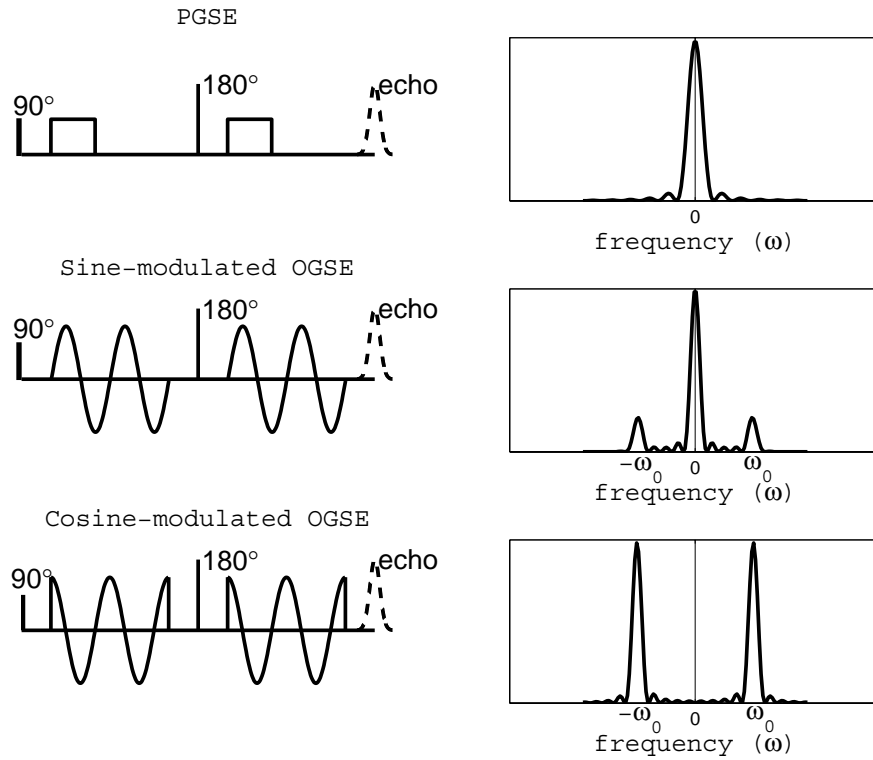 PGSE
90° 180° echo
0
frequency (ω)
Sine-modulated OGSE
90° 180° echo
-ω0 0 ω0
frequency (ω)
Cosine-modulated OGSE
90° 180° echo
-ω0 0 ω0
frequency (ω)